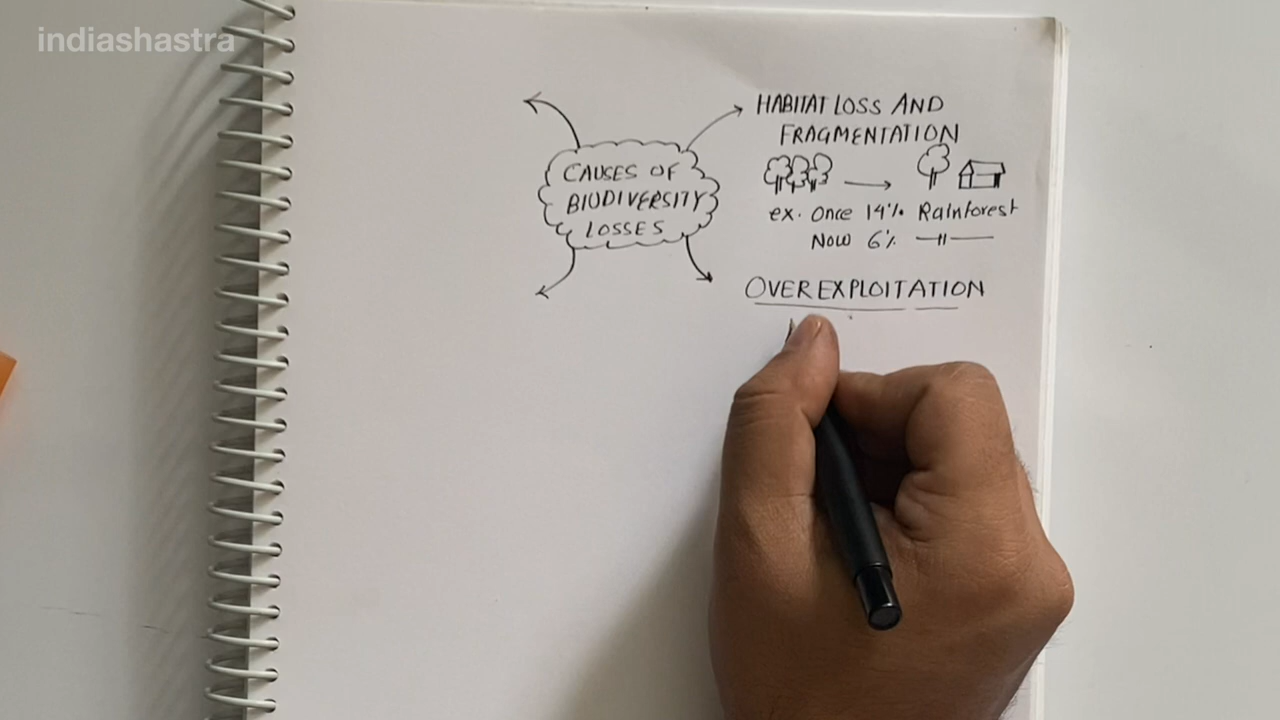 indiashastra
CAUSES OF
BIODIVERSITY
LOSSES
HABITAT LOSS AND
FRAGMENTATION
ex. Once 14% Rainforest
Now 6% —"—
OVEREXPLOITATION